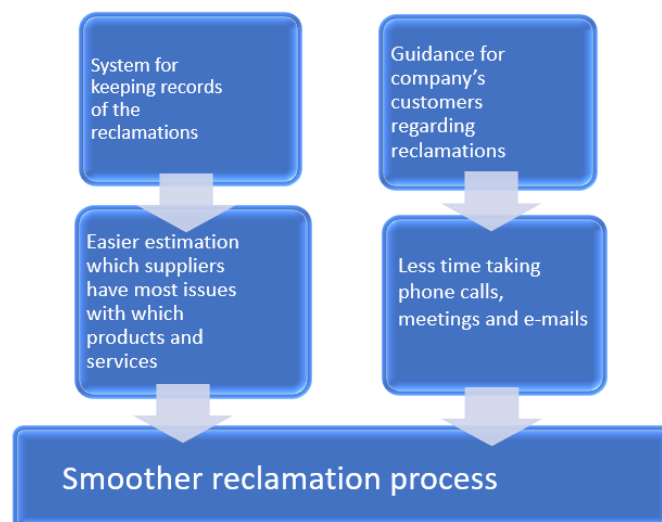 System for
keeping records
of the
reclamations
Guidance for
company’s
customers
regarding
reclamations
Easier estimation
which suppliers
have most issues
with which
products and
services
Less time taking
phone calls,
meetings and e-mails
Smoother reclamation process